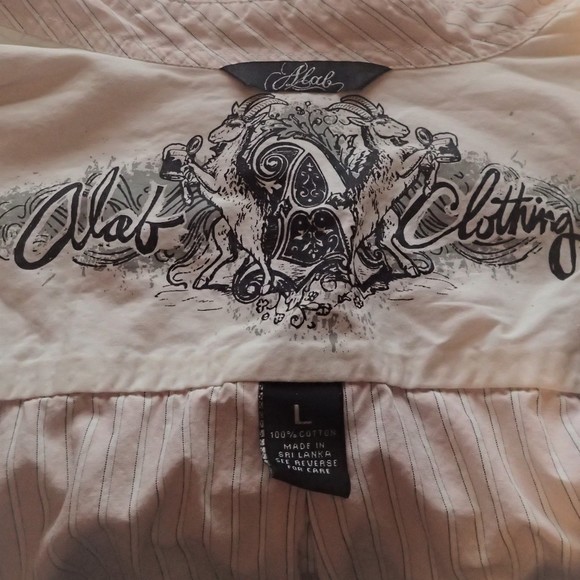 Alab
Alab Clothing
L
100% COTTON
MADE IN
SRI LANKA
SEE REVERSE
FOR CARE